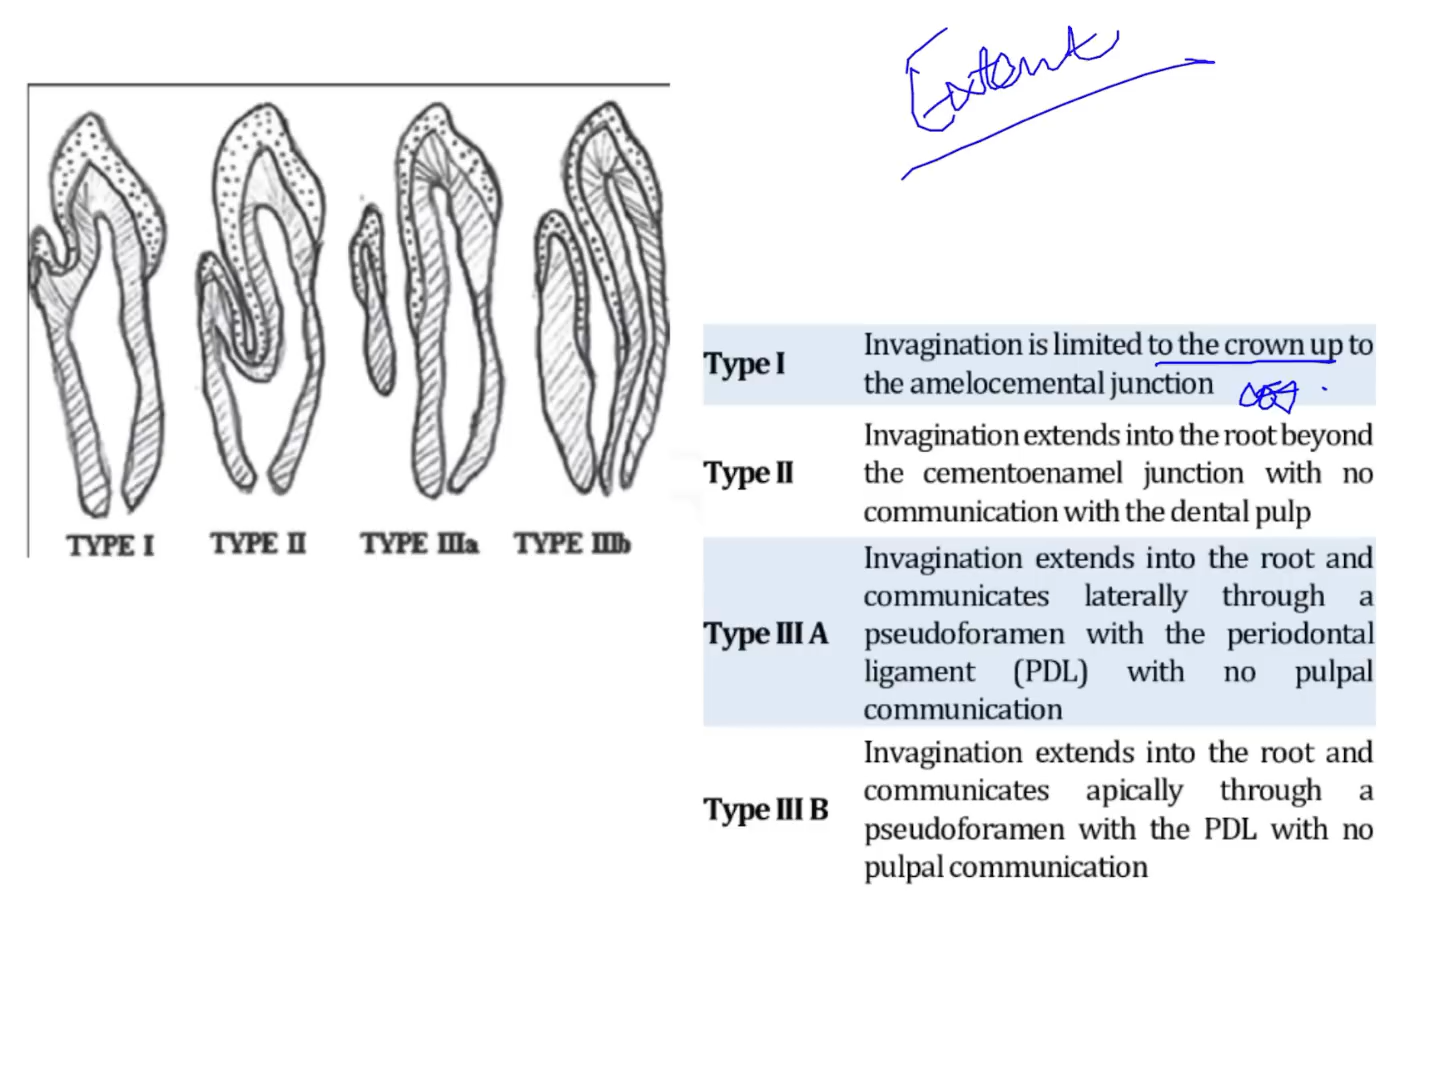 Extent
TYPE I TYPE II TYPE IIIa TYPE IIIb
Type I
Invagination is limited to the crown up to
the amelocemental junction
CEJ
Type II
Invagination extends into the root beyond
the cementoenamel junction with no
communication with the dental pulp
Type III A
Invagination extends into the root and
communicates laterally through a
pseudoforamen with the periodontal
ligament (PDL) with no pulpal
communication
Type III B
Invagination extends into the root and
communicates apically through a
pseudoforamen with the PDL with no
pulpal communication